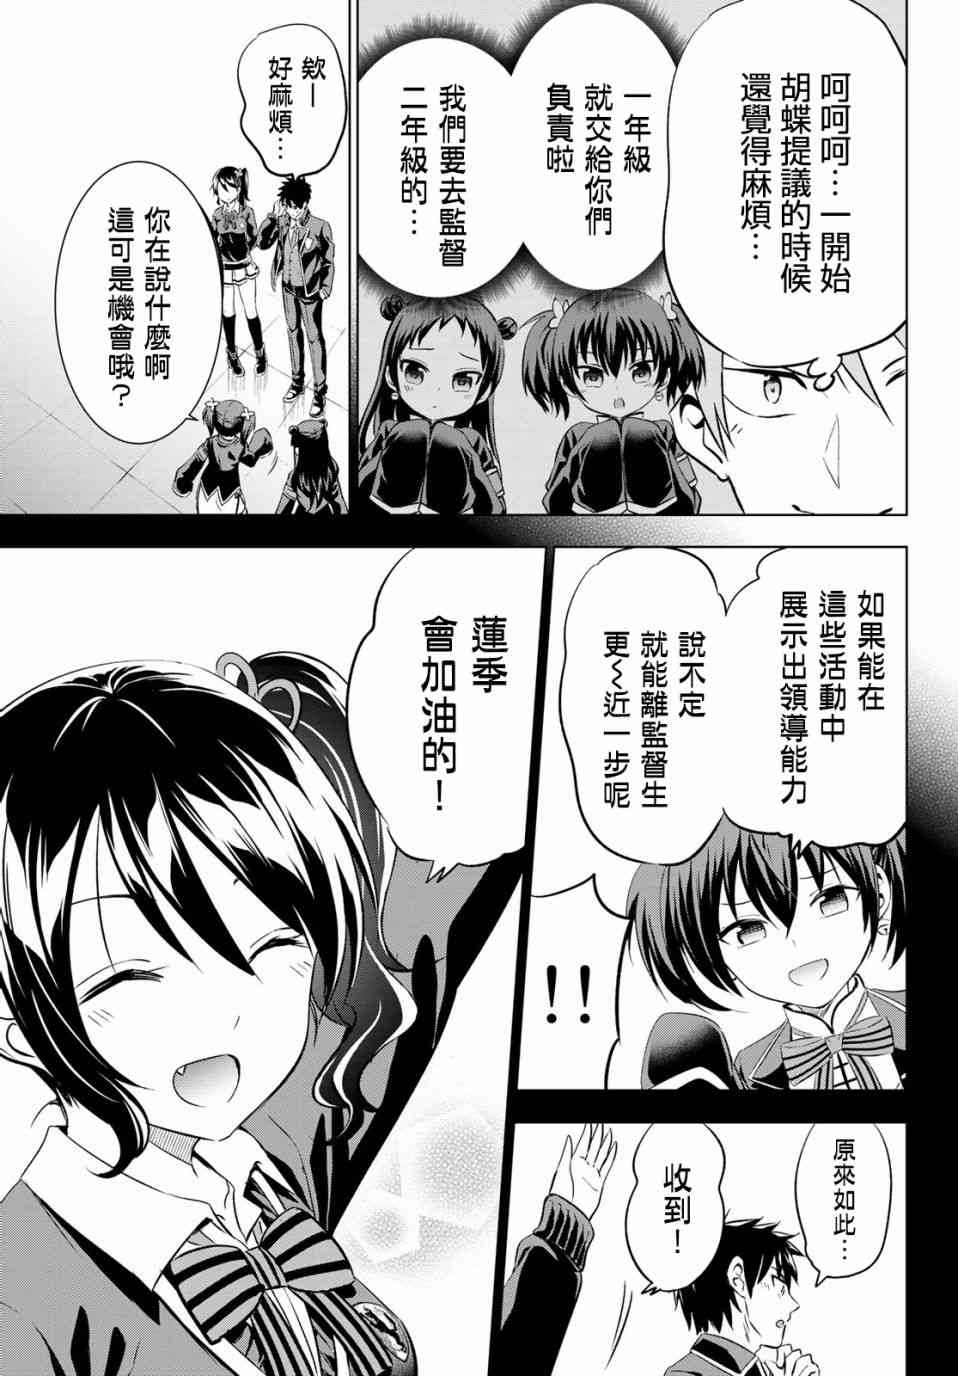 呵呵呵…一開始
胡蝶提議的時候
還覺得麻煩…
一年級
就交給你們
負責啦
我們要去監督
二年級的…
欸—
好麻煩…
你在說什麼啊
這可是機會哦？
如果能在
這些活動中
展示出領導能力
說不定
就能離監督生
更～近一步呢
！！
蓮季
會加油的！
原來如此…
收到！